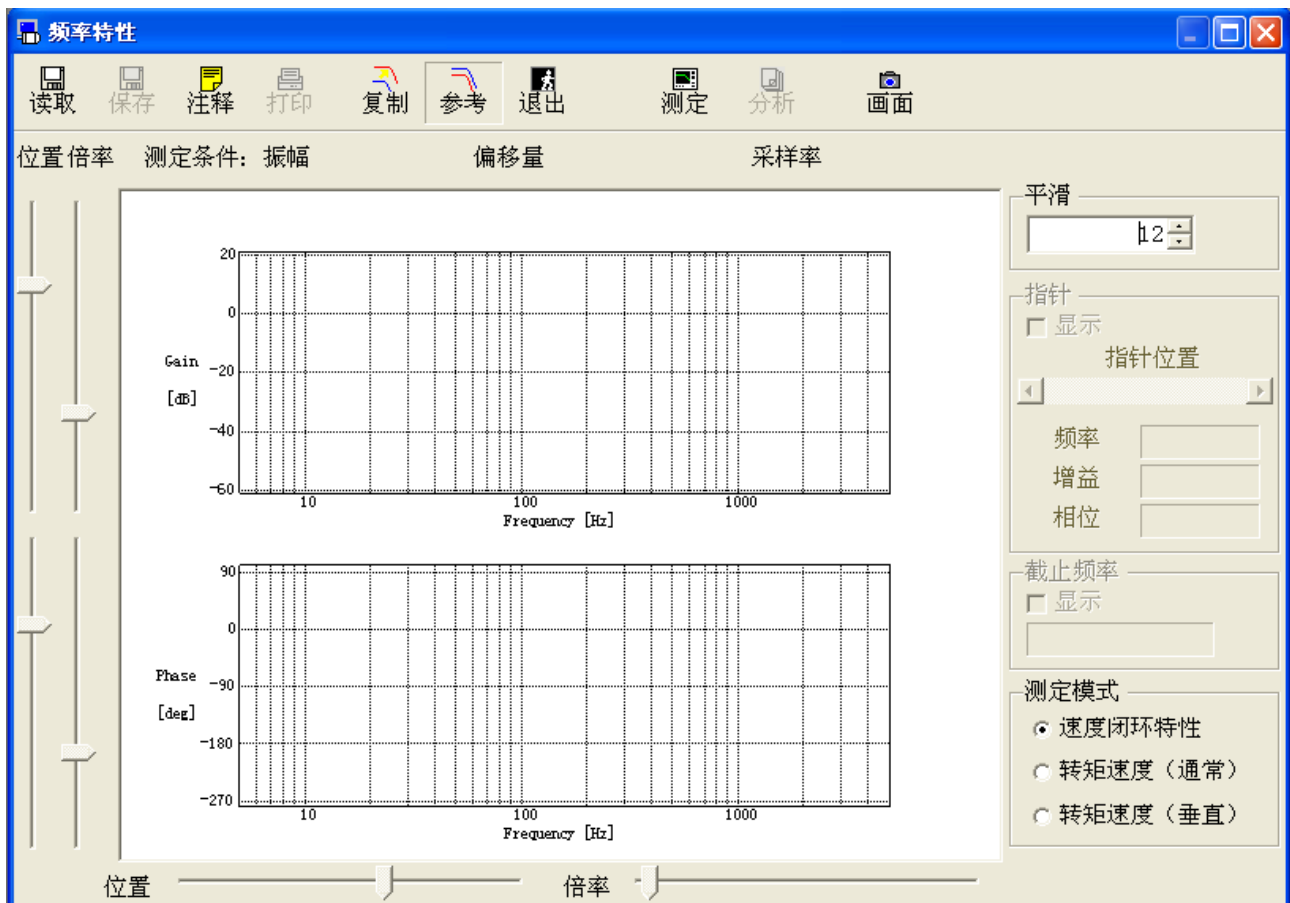 频率特性
读取 保存 注释 打印 复制 参考 退出 测定 分析 画面
位置 倍率 测定条件: 振幅 偏移量 采样率
平滑
12
指针
显示
指针位置
频率
增益
相位
截止频率
显示
测定模式
速度闭环特性
转矩速度（通常）
转矩速度（垂直）
20
0
Gain
-20
[dB]
-40
-60
10 100 1000
Frequency [Hz]
90
0
Phase
-90
[deg]
-180
-270
10 100 1000
Frequency [Hz]
位置 倍率